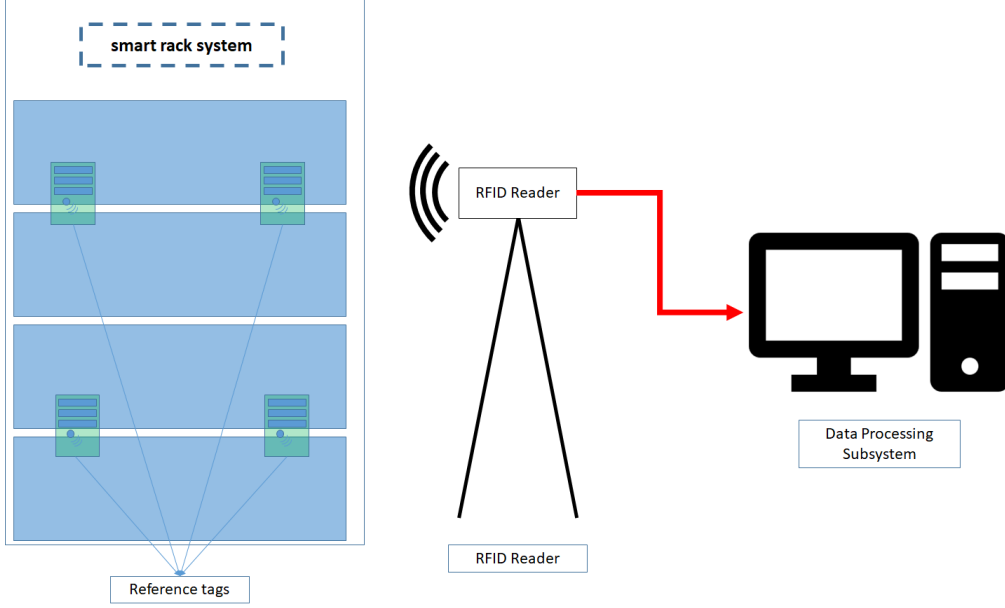 smart rack system
RFID Reader
Data Processing
Subsystem
RFID Reader
Reference tags